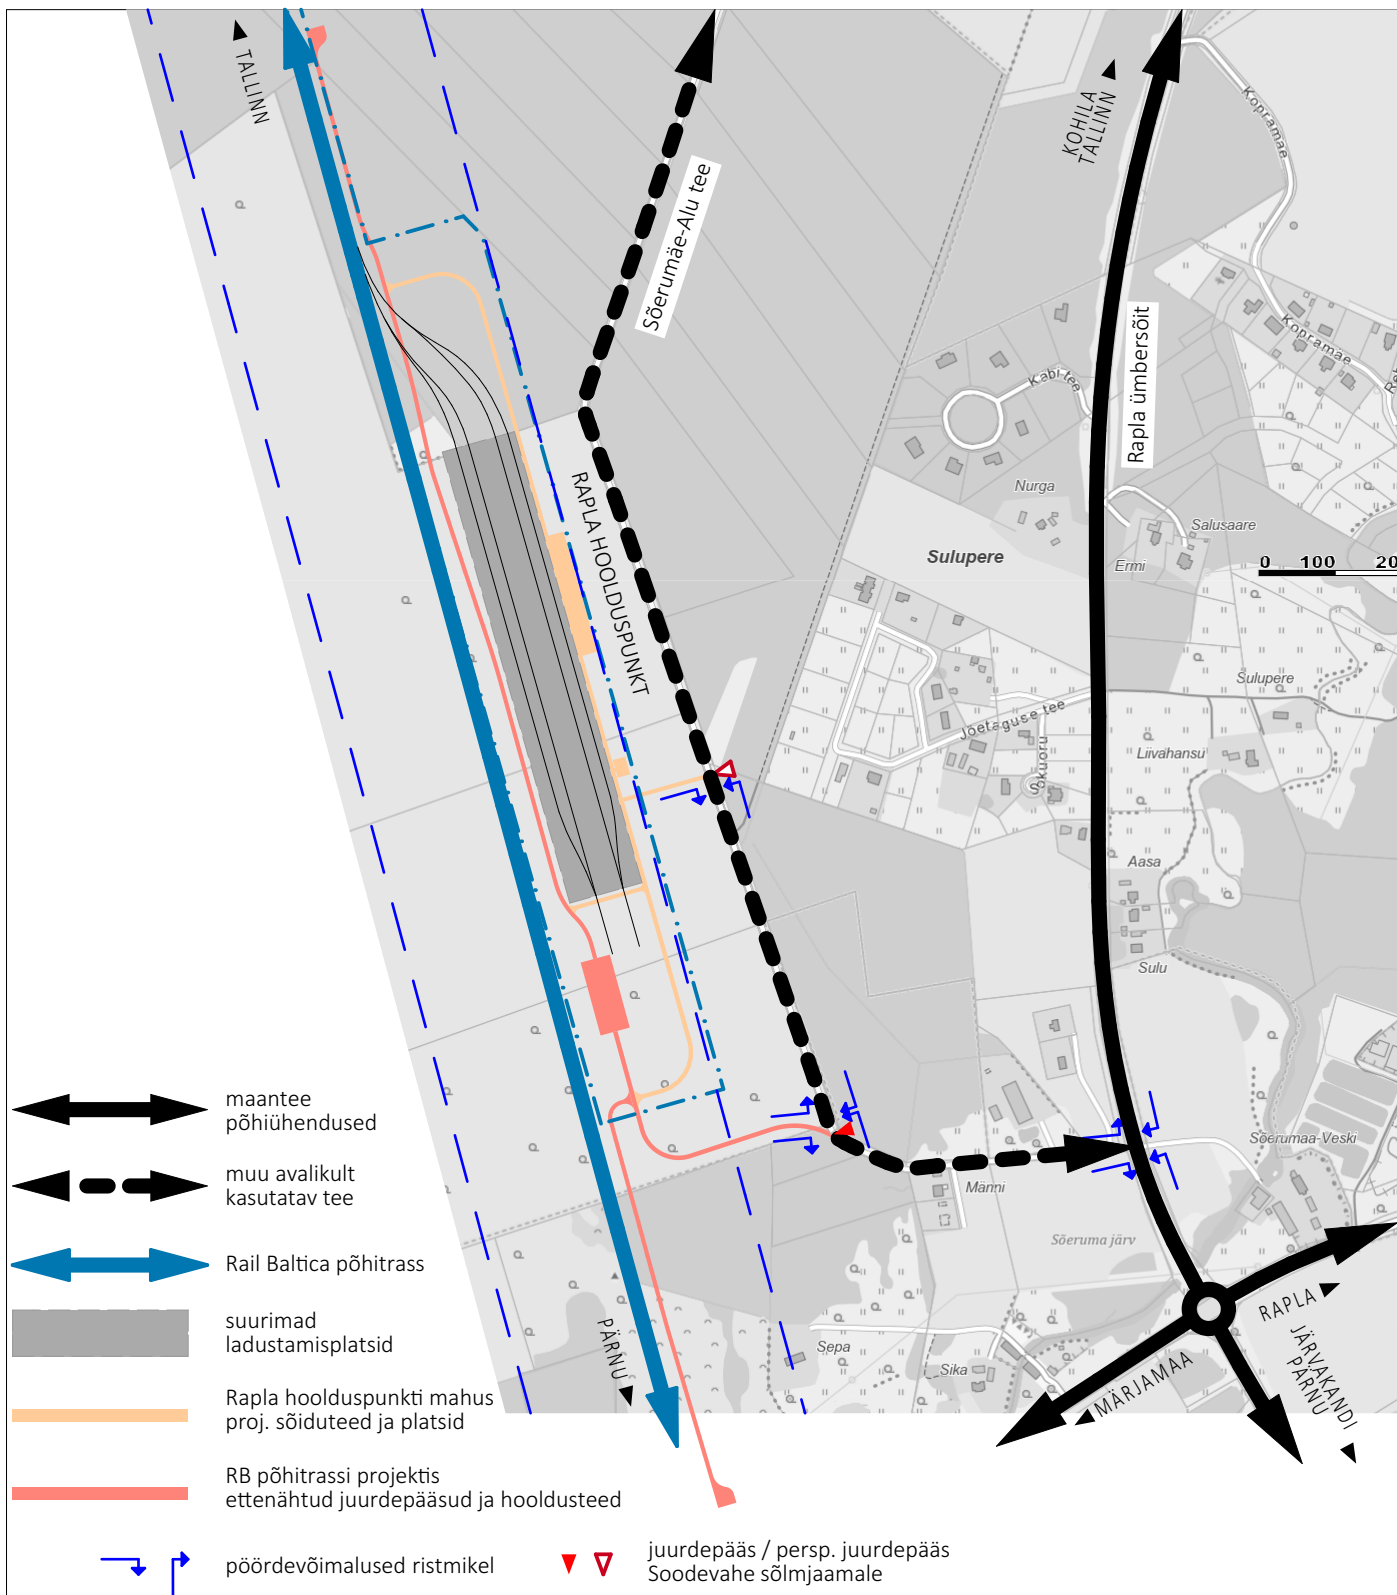 TALLINN
KOHILA
TALLINN
Kopramäe
Sõerumäe-Alu tee
Rapla ümbersõit
Kopramäe
Kabi tee
RAPLA HOOLDUSPUNKT
Nurga
Salusaare
Sulupere
Ermi
0 100 20
Sulupere
Jõetaguse tee
Liivahansu
Sõkuoru
Aasa
Sulu
Sõerumaa-Veski
Männi
Sõeruma järv
RAPLA
PÄRNU
Sepa
Sika
MÄRJAMAA
JÄRVAKANDI
PÄRNU
maantee
põhiühendused
muu avalikult
kasutatav tee
Rail Baltica põhitrass
suurimad
ladustamisplatsid
Rapla hoolduspunkti mahus
proj. sõiduteed ja platsid
RB põhitrassi projektis
ettenähtud juurdepääsud ja hooldusteed
pöördevõimalused ristmikel
juurdepääs / persp. juurdepääs
Soodevahe sõlmjaamale